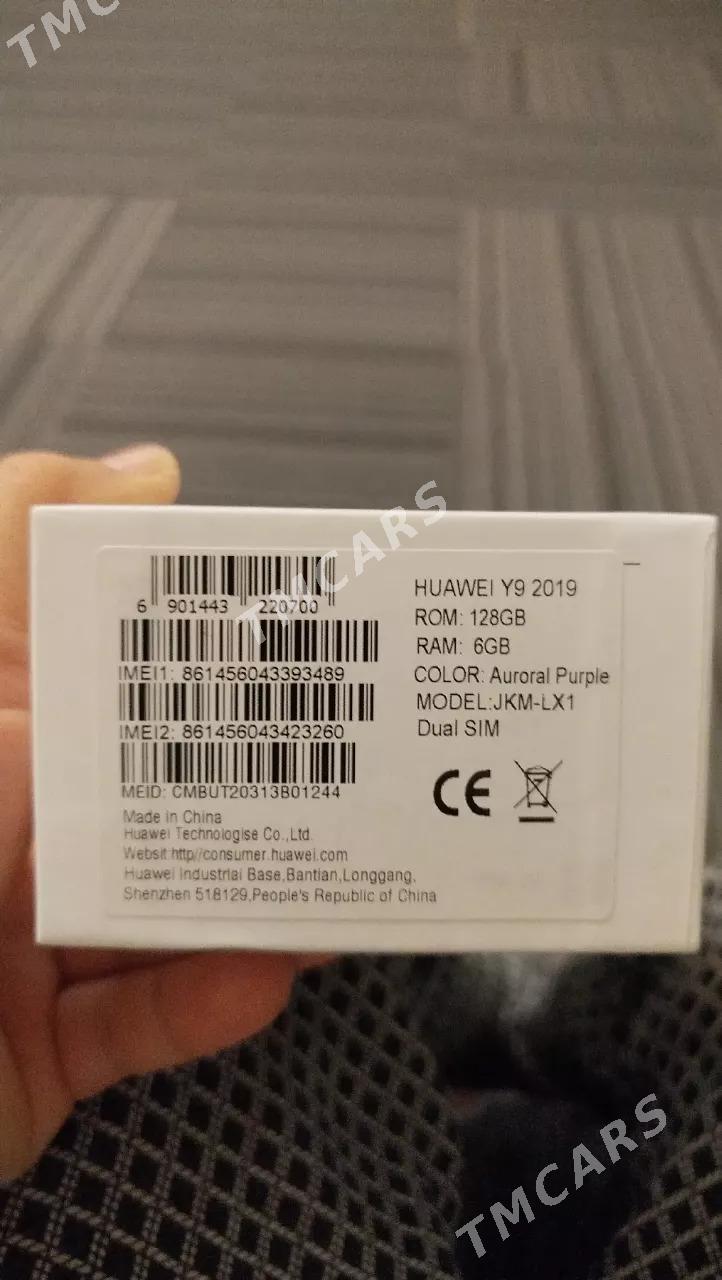 TMC
TMCARS
6 901443 220700
IMEI1: 861456043393489
IMEI2: 861456043423260
MEID: CMBUT20313B01244
Made in China
Huawei Technologise Co.,Ltd.
Websit:http//consumer.huawei.com
Huawei Industrial Base,Bantian,Longgang,
Shenzhen 518129,People's Republic of China
HUAWEI Y9 2019
ROM: 128GB
RAM: 6GB
COLOR: Auroral Purple
MODEL:JKM-LX1
Dual SIM
CE
TMCARS